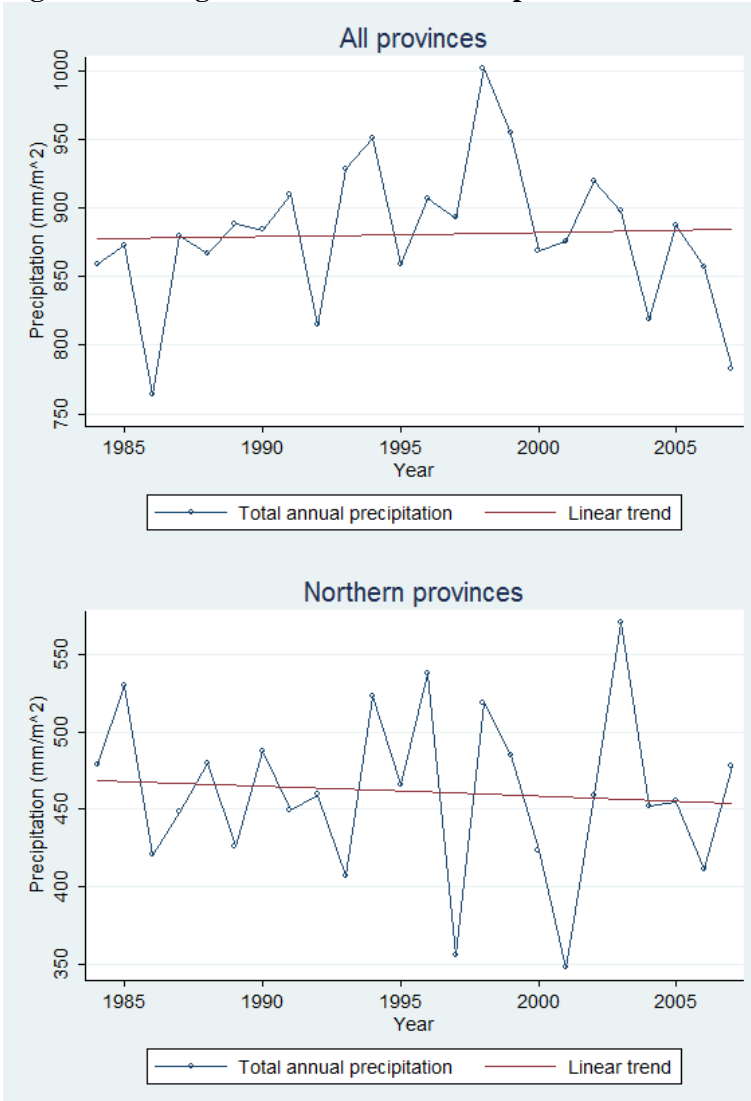 All provinces
Precipitation (mm/m^2)
1000
950
900
850
800
750
1985 1990 1995 2000 2005
Year
Total annual precipitation Linear trend
Northern provinces
Precipitation (mm/m^2)
550
500
450
400
350
1985 1990 1995 2000 2005
Year
Total annual precipitation Linear trend